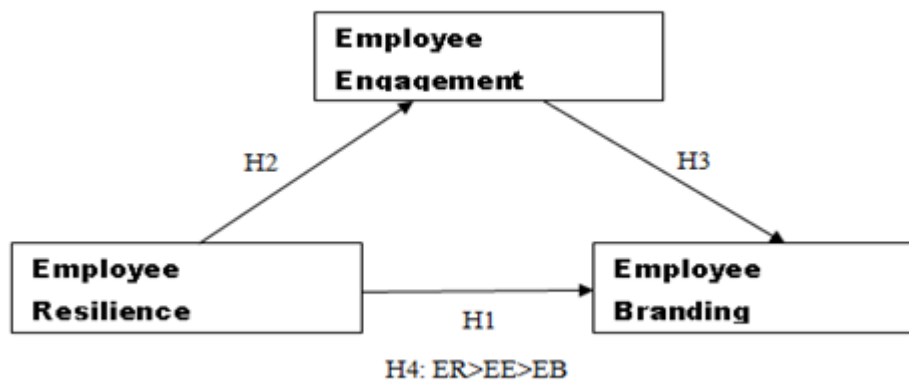 Employee
Engagement
H2
H3
Employee
Resilience
Employee
Branding
H1
H4: ER>EE>EB